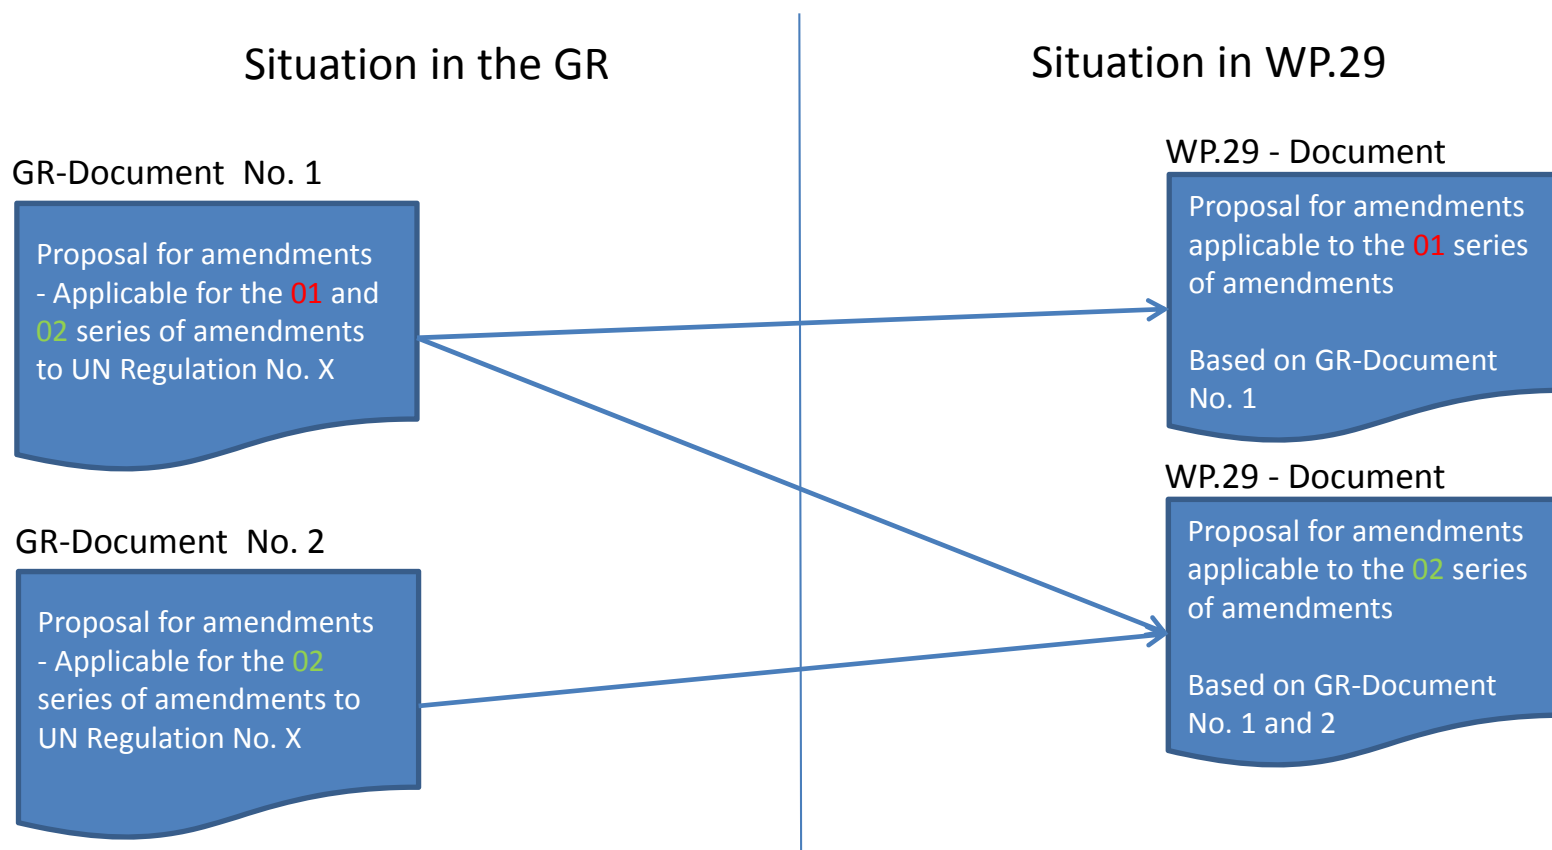 Situation in the GR
Situation in WP.29
GR-Document No. 1
Proposal for amendments
- Applicable for the 01 and
02 series of amendments
to UN Regulation No. X
GR-Document No. 2
Proposal for amendments
- Applicable for the 02
series of amendments to
UN Regulation No. X
WP.29 - Document
Proposal for amendments
applicable to the 01 series
of amendments
Based on GR-Document
No. 1
WP.29 - Document
Proposal for amendments
applicable to the 02 series
of amendments
Based on GR-Document
No. 1 and 2